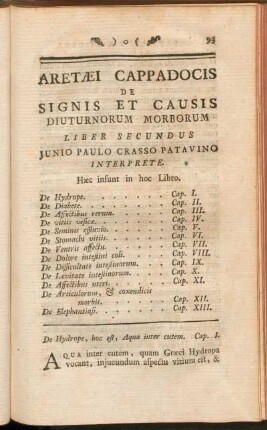 ) o (
93
ARETÆI CAPPADOCIS
DE
SIGNIS ET CAUSIS
DIUTURNORUM MORBORUM
LIBER SECUNDUS
JUNIO PAULO CRASSO PATAVINO
INTERPRETE.
Hæc insunt in hoc Libro.
De Hydrope. Cap. I.
De Diabete. Cap. II.
De Affectibus renum. Cap. III.
De vitiis vesicæ. Cap. IV.
De Seminis effluvio. Cap. V.
De Stomachi vitiis. Cap. VI.
De Ventris affectu. Cap. VII.
De Dolore intestini coli. Cap. VIII.
De Difficultate intestinorum. Cap. IX.
De Lævitate intestinorum. Cap. X.
De Affectibus uteri. Cap. XI.
De Articulorum, & coxendicis
morbis. Cap. XII.
De Elephantiasi. Cap. XIII.
De Hydrope, hoc est, Aqua inter cutem. Cap. I.
AQUA inter cutem, quam Græci Hydropa
vocant, injucundum aspectu vitium est, &